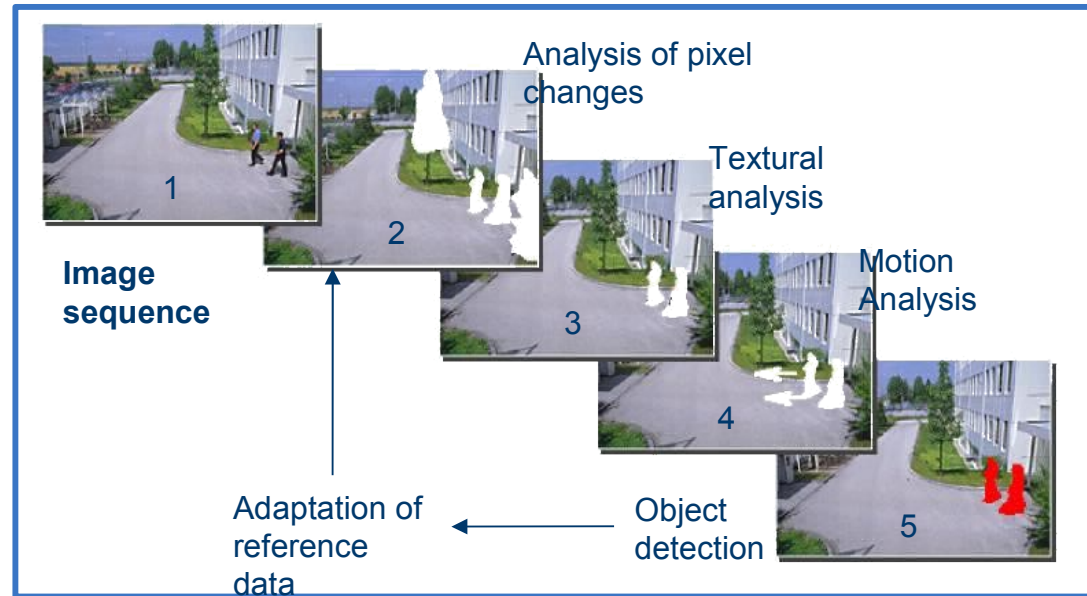 Analysis of pixel
changes
Textural
analysis
1
2
Image
sequence
Motion
Analysis
3
4
Adaptation of
reference
data
Object
detection
5